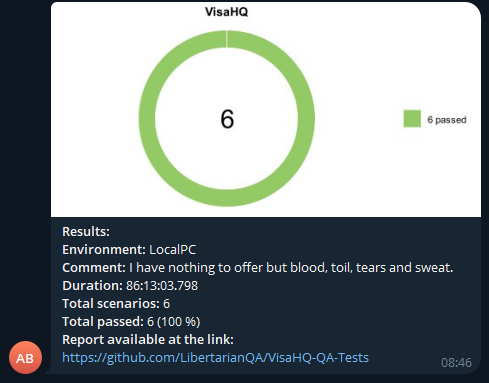 VisaHQ
6
6 passed
Results:
Environment: LocalPC
Comment: I have nothing to offer but blood, toil, tears and sweat.
Duration: 86:13:03.798
Total scenarios: 6
Total passed: 6 (100 %)
Report available at the link:
https://github.com/LibertarianQA/VisaHQ-QA-Tests
AB
08:46